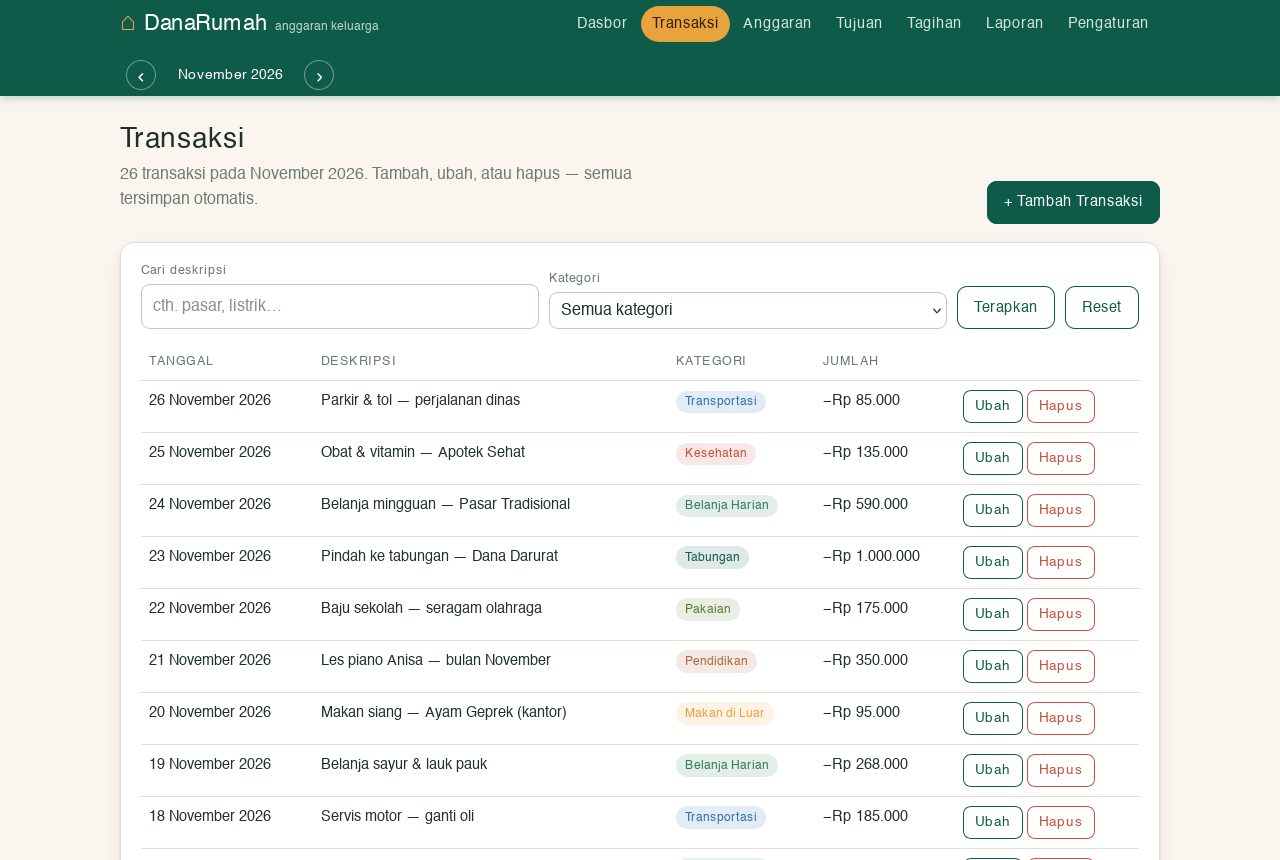 ⌂ DanaRumah anggaran keluarga
Dasbor Transaksi Anggaran Tujuan Tagihan Laporan Pengaturan
‹ November 2026 ›
Transaksi
26 transaksi pada November 2026. Tambah, ubah, atau hapus — semua
tersimpan otomatis.
+ Tambah Transaksi
Cari deskripsi
Kategori
cth. pasar, listrik…
Semua kategori
Terapkan
Reset
TANGGAL DESKRIPSI KATEGORI JUMLAH
26 November 2026 Parkir & tol — perjalanan dinas Transportasi −Rp 85.000 Ubah Hapus
25 November 2026 Obat & vitamin — Apotek Sehat Kesehatan −Rp 135.000 Ubah Hapus
24 November 2026 Belanja mingguan — Pasar Tradisional Belanja Harian −Rp 590.000 Ubah Hapus
23 November 2026 Pindah ke tabungan — Dana Darurat Tabungan −Rp 1.000.000 Ubah Hapus
22 November 2026 Baju sekolah — seragam olahraga Pakaian −Rp 175.000 Ubah Hapus
21 November 2026 Les piano Anisa — bulan November Pendidikan −Rp 350.000 Ubah Hapus
20 November 2026 Makan siang — Ayam Geprek (kantor) Makan di Luar −Rp 95.000 Ubah Hapus
19 November 2026 Belanja sayur & lauk pauk Belanja Harian −Rp 268.000 Ubah Hapus
18 November 2026 Servis motor — ganti oli Transportasi −Rp 185.000 Ubah Hapus